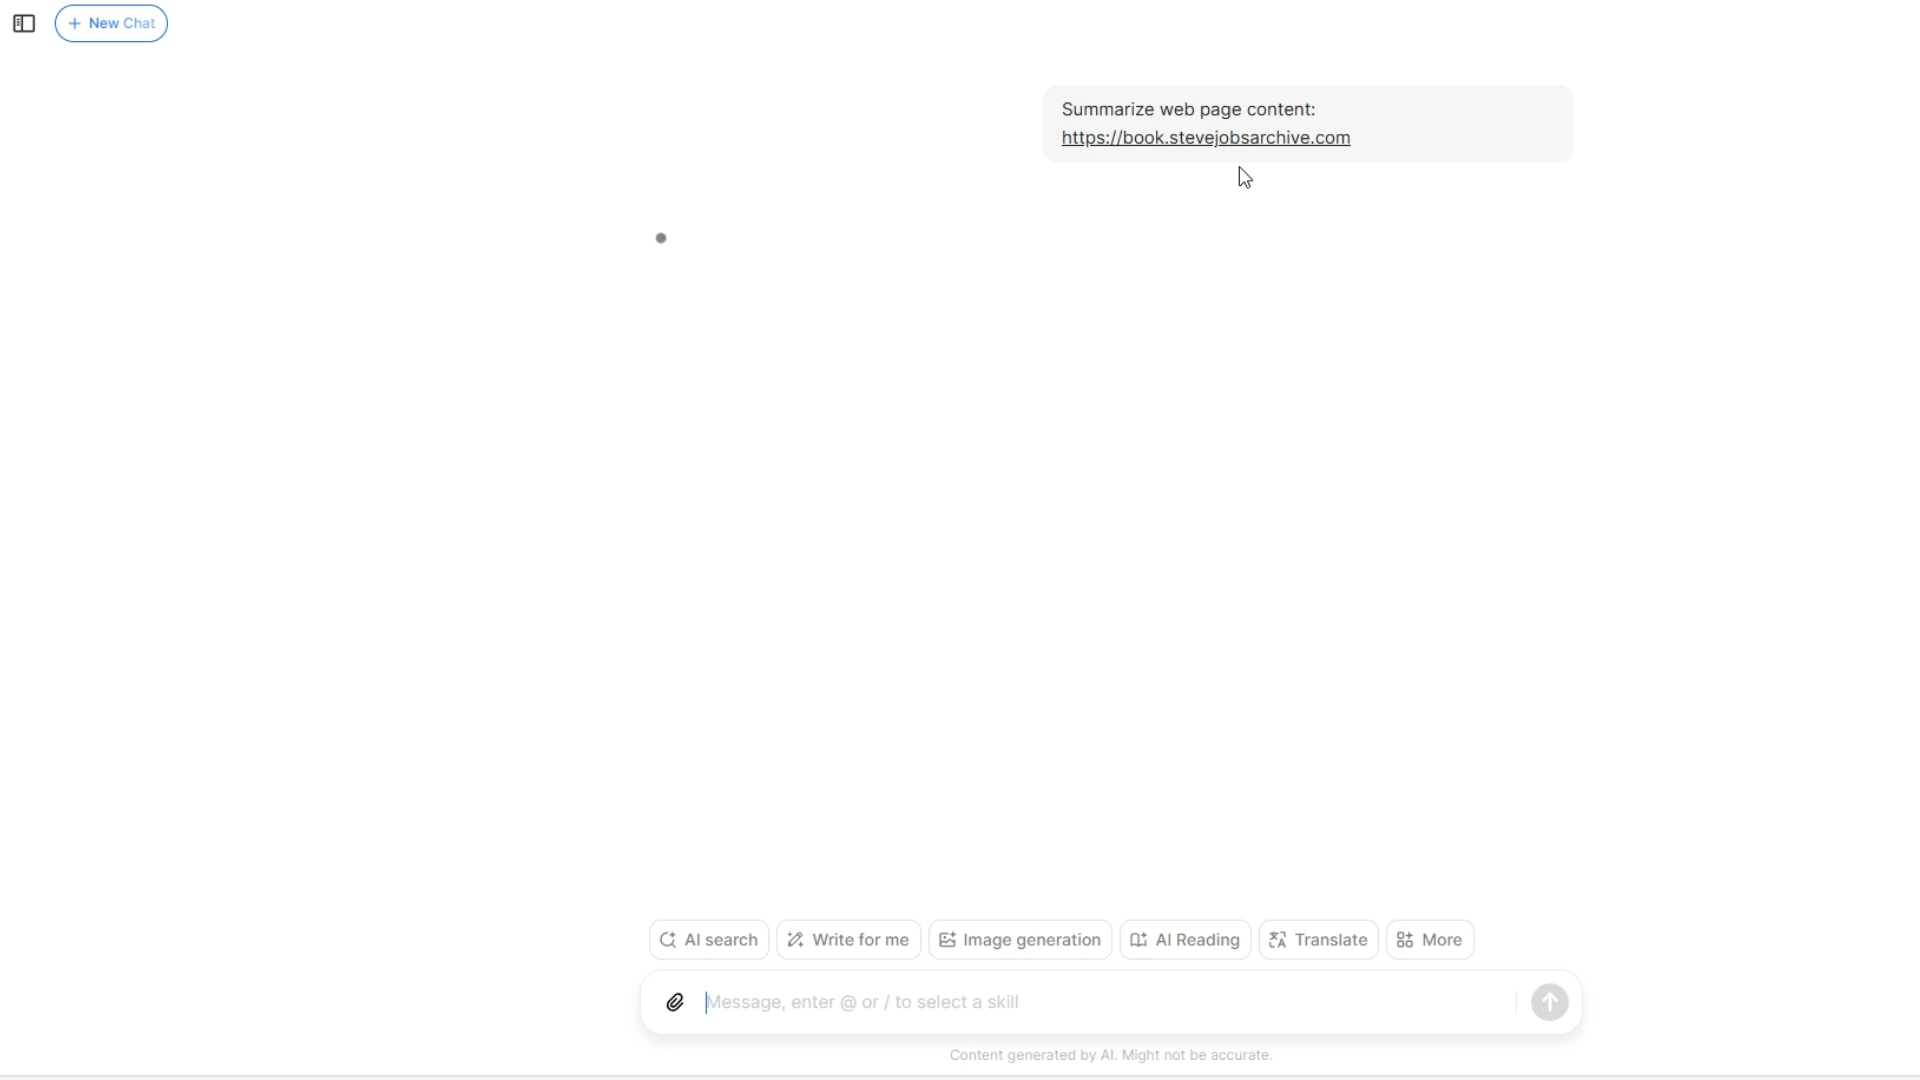 New Chat
Summarize web page content:
https://book.stevejobsarchive.com
AI search
Write for me
Image generation
AI Reading
Translate
More
Message, enter @ or / to select a skill
Content generated by AI. Might not be accurate.